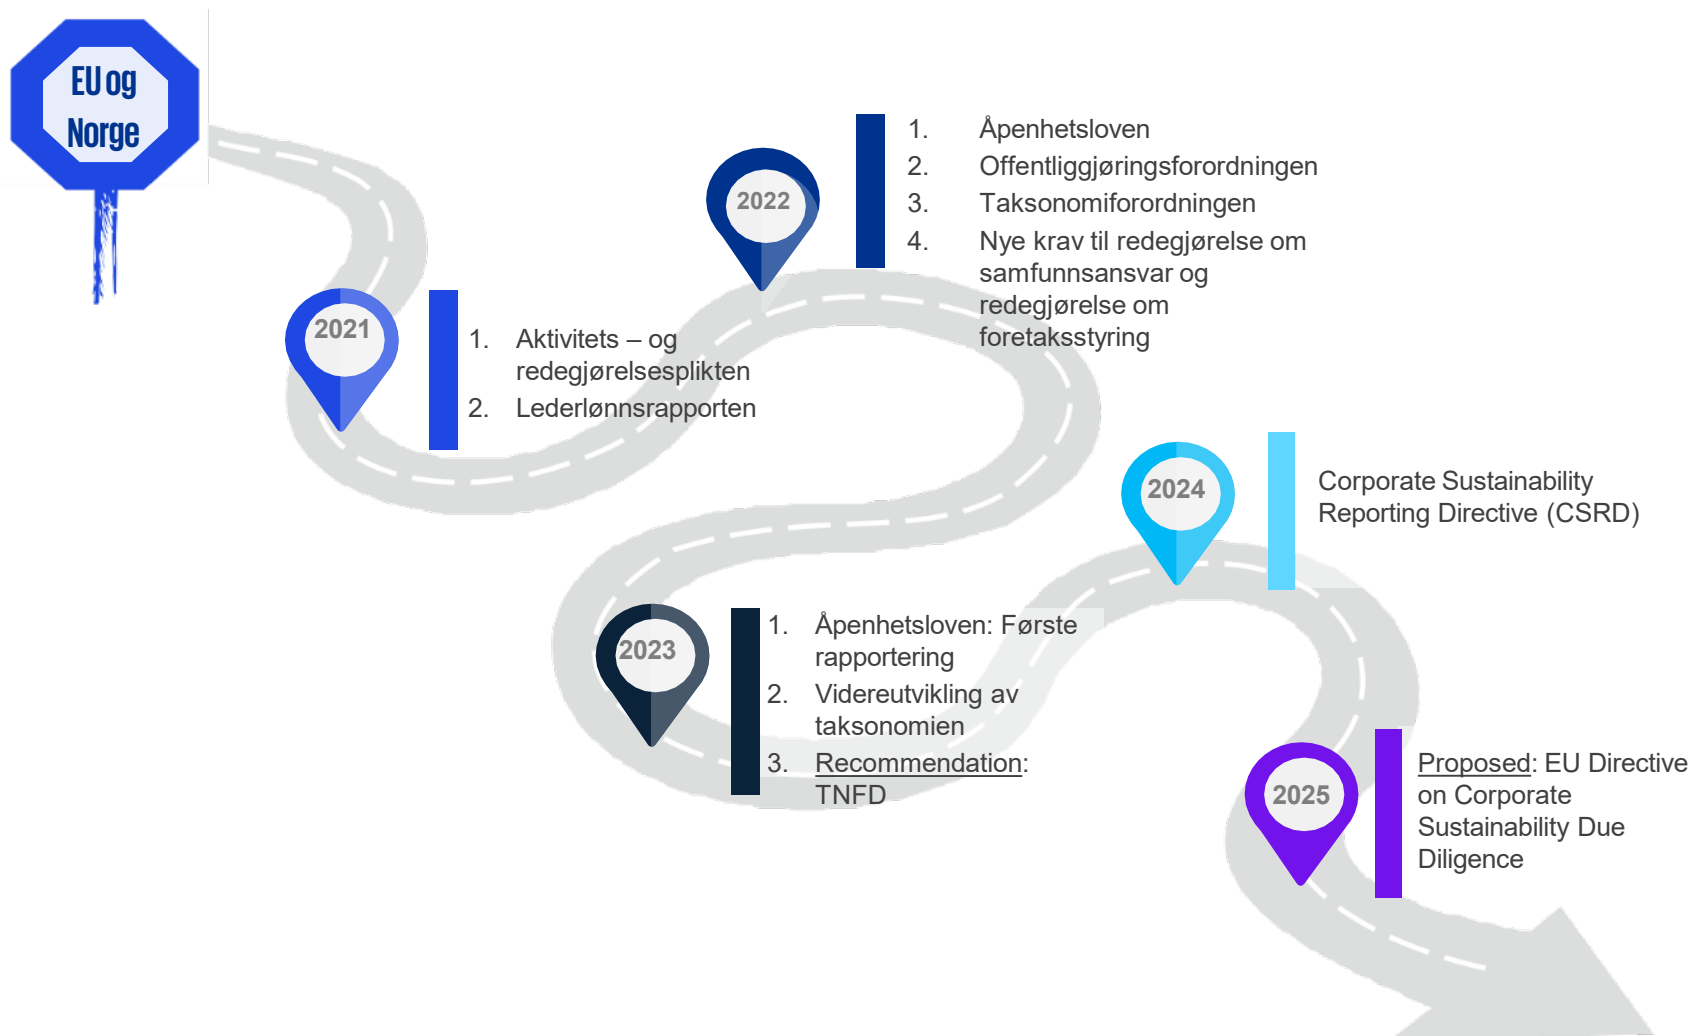 EU og
Norge
2021
1. Aktivitets – og
redegjørelsesplikten
2. Lederlønnsrapporten
2022
1. Åpenhetsloven
2. Offentliggjøringsforordningen
3. Taksonomiforordningen
4. Nye krav til redegjørelse om
samfunnsansvar og
redegjørelse om
foretaksstyring
2023
1. Åpenhetsloven: Første
rapportering
2. Videreutvikling av
taksonomien
3. Recommendation:
TNFD
2024
Corporate Sustainability
Reporting Directive (CSRD)
2025
Proposed: EU Directive
on Corporate
Sustainability Due
Diligence